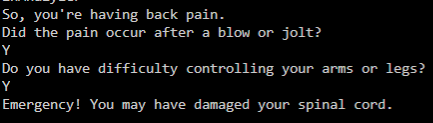 So, you're having back pain.
Did the pain occur after a blow or jolt?
Y
Do you have difficulty controlling your arms or legs?
Y
Emergency! You may have damaged your spinal cord.